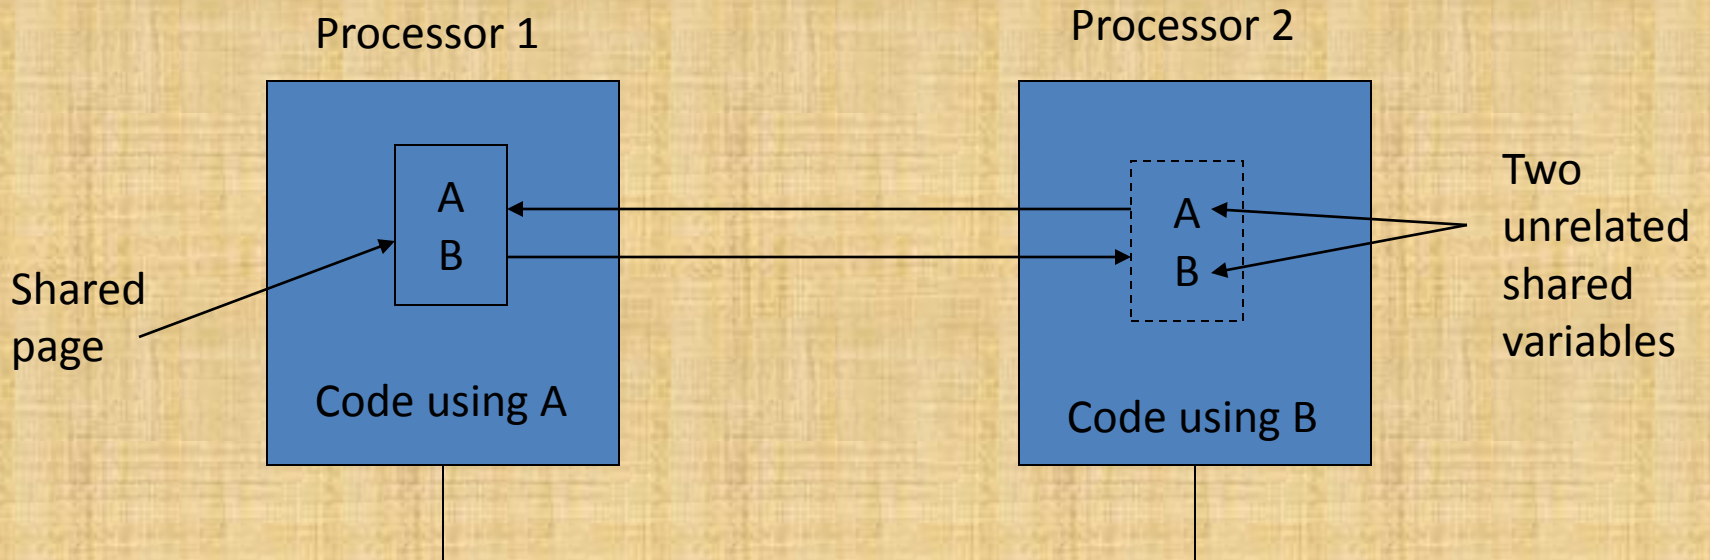 Processor 1
Processor 2
A
B
A
B
Two
unrelated
shared
variables
Shared
page
Code using A
Code using B